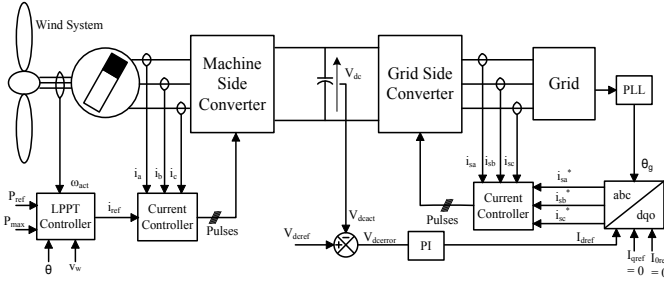 Wind System
Machine
Side
Converter
V_dc
Grid Side
Converter
Grid
PLL
θ_g
ω_act
i_a
i_b
i_c
i_sa
i_sb
i_sc
P_ref
P_max
LPPT
Controller
i_ref
Current
Controller
Pulses
θ
v_w
V_dcact
V_dcref
V_dcerror
PI
Pulses
Current
Controller
i_sa*
i_sb*
i_sc*
abc
dqo
I_dref
I_qref
= 0
I_0ref
= 0